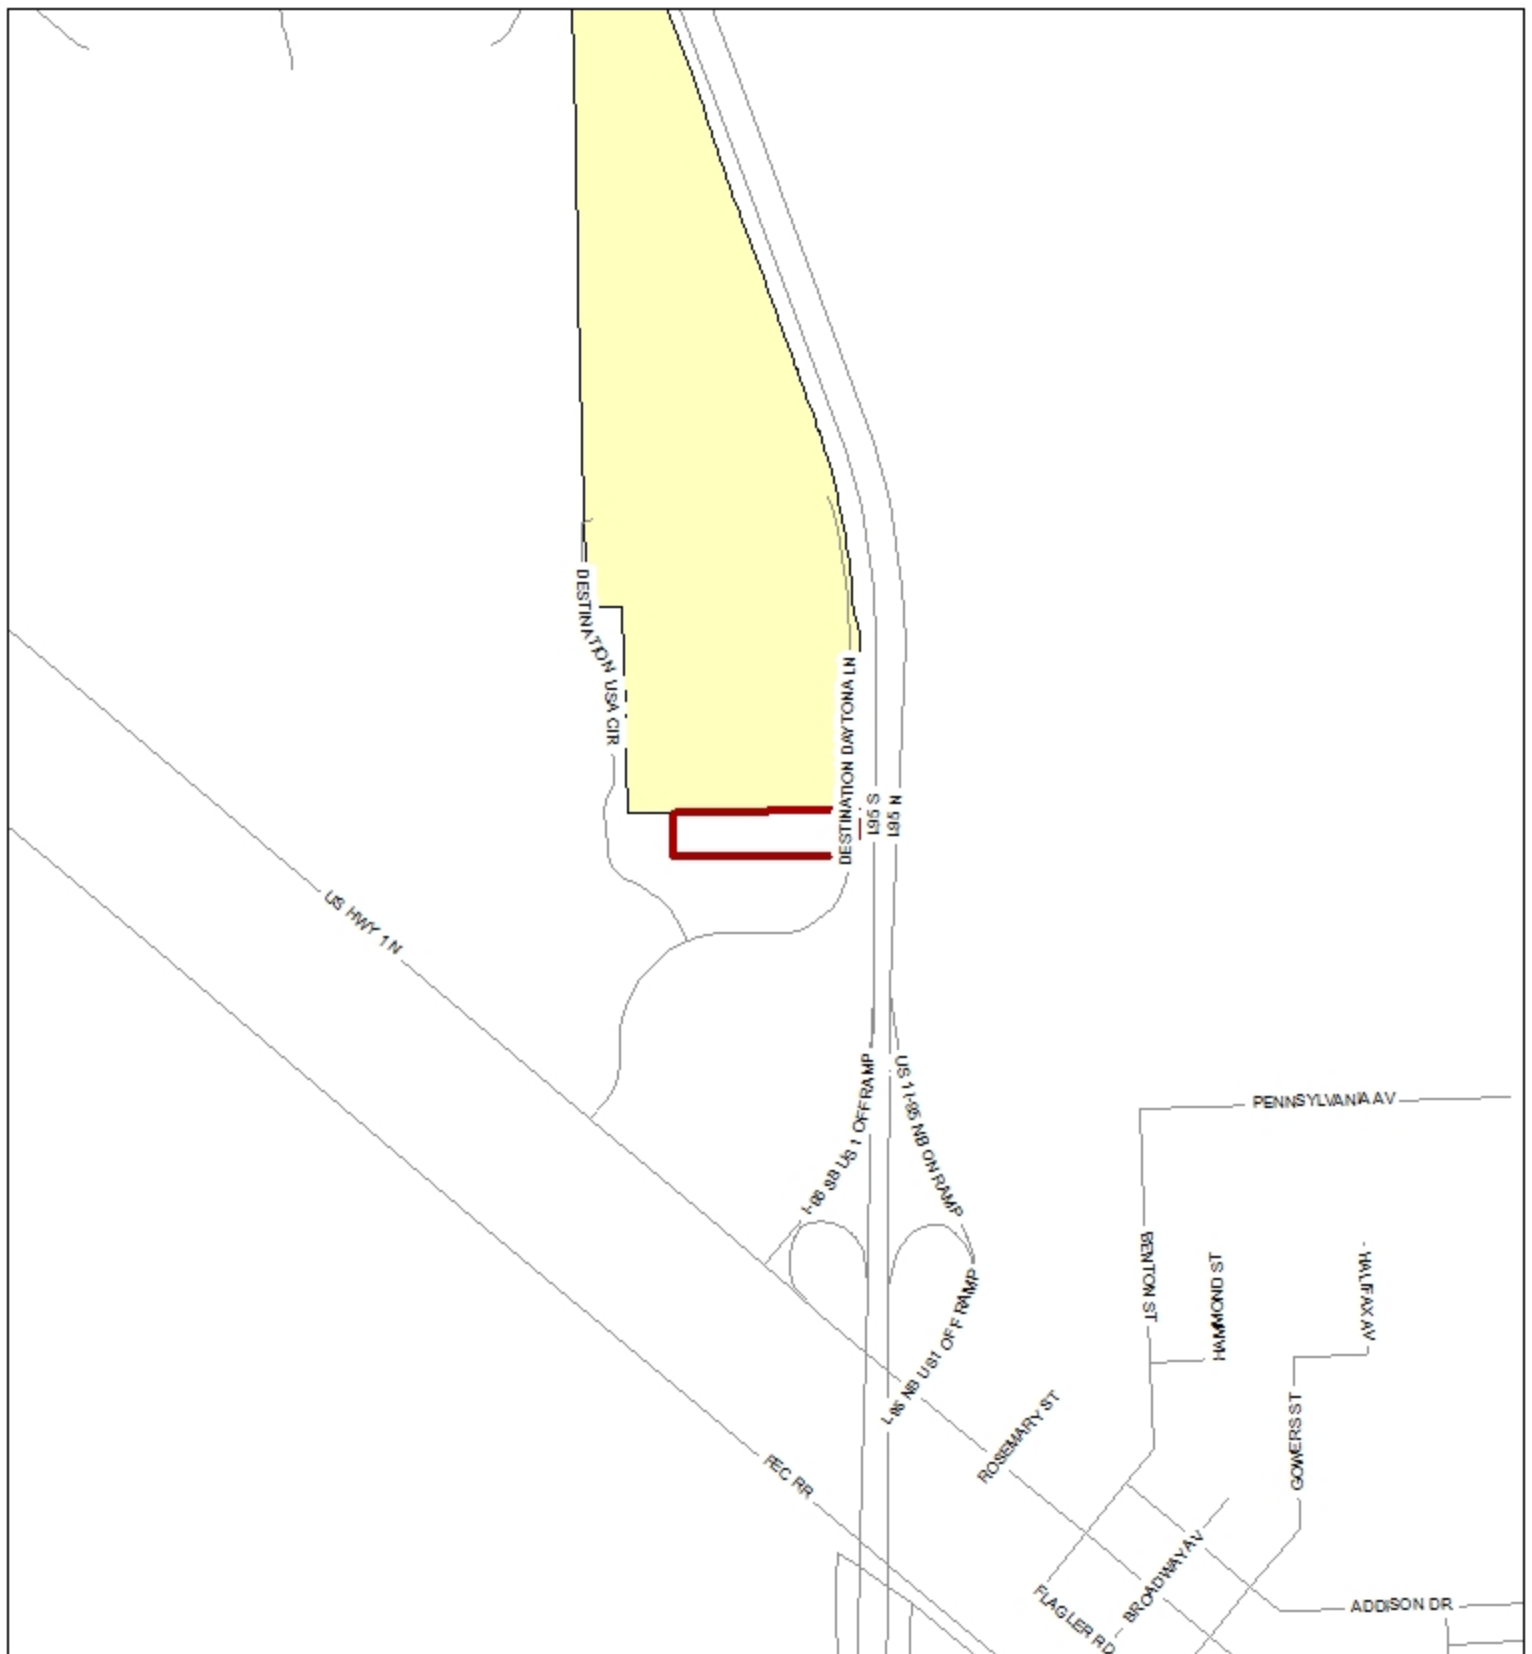 DESTINATION USA CIR
DESTINATION DAYTONA LN
I95 S
I95 N
US HWY 1 N
I-95 SB US 1 OFF RAMP
US 1 I-95 NB ON RAMP
PENNSYLVANIA AV
BENTON ST
HAMMOND ST
HALIFAX AV
I-95 NB US1 OFF RAMP
ROSEMARY ST
GOWERS ST
FEC RR
BROADWAY AV
FLAGLER RD
ADDISON DR